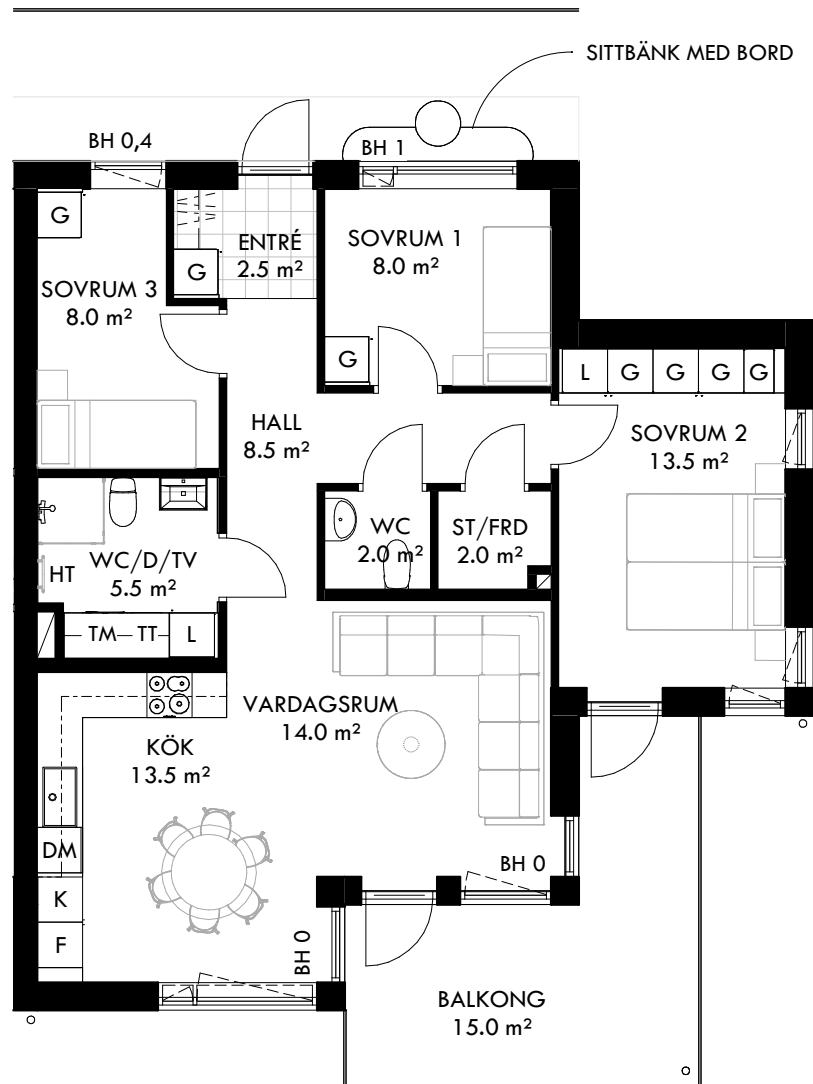 SITTBÄNK MED BORD
BH 0,4
BH 1
G
ENTRÉ
2.5 m²
G
SOVRUM 1
8.0 m²
SOVRUM 3
8.0 m²
G
L
G
G
G
G
HALL
8.5 m²
SOVRUM 2
13.5 m²
WC
2.0 m²
ST/FRD
2.0 m²
WC/D/TV
5.5 m²
HT
TM
TT
L
VARDAGSRUM
14.0 m²
KÖK
13.5 m²
DM
K
F
BH 0
BH 0
BALKONG
15.0 m²